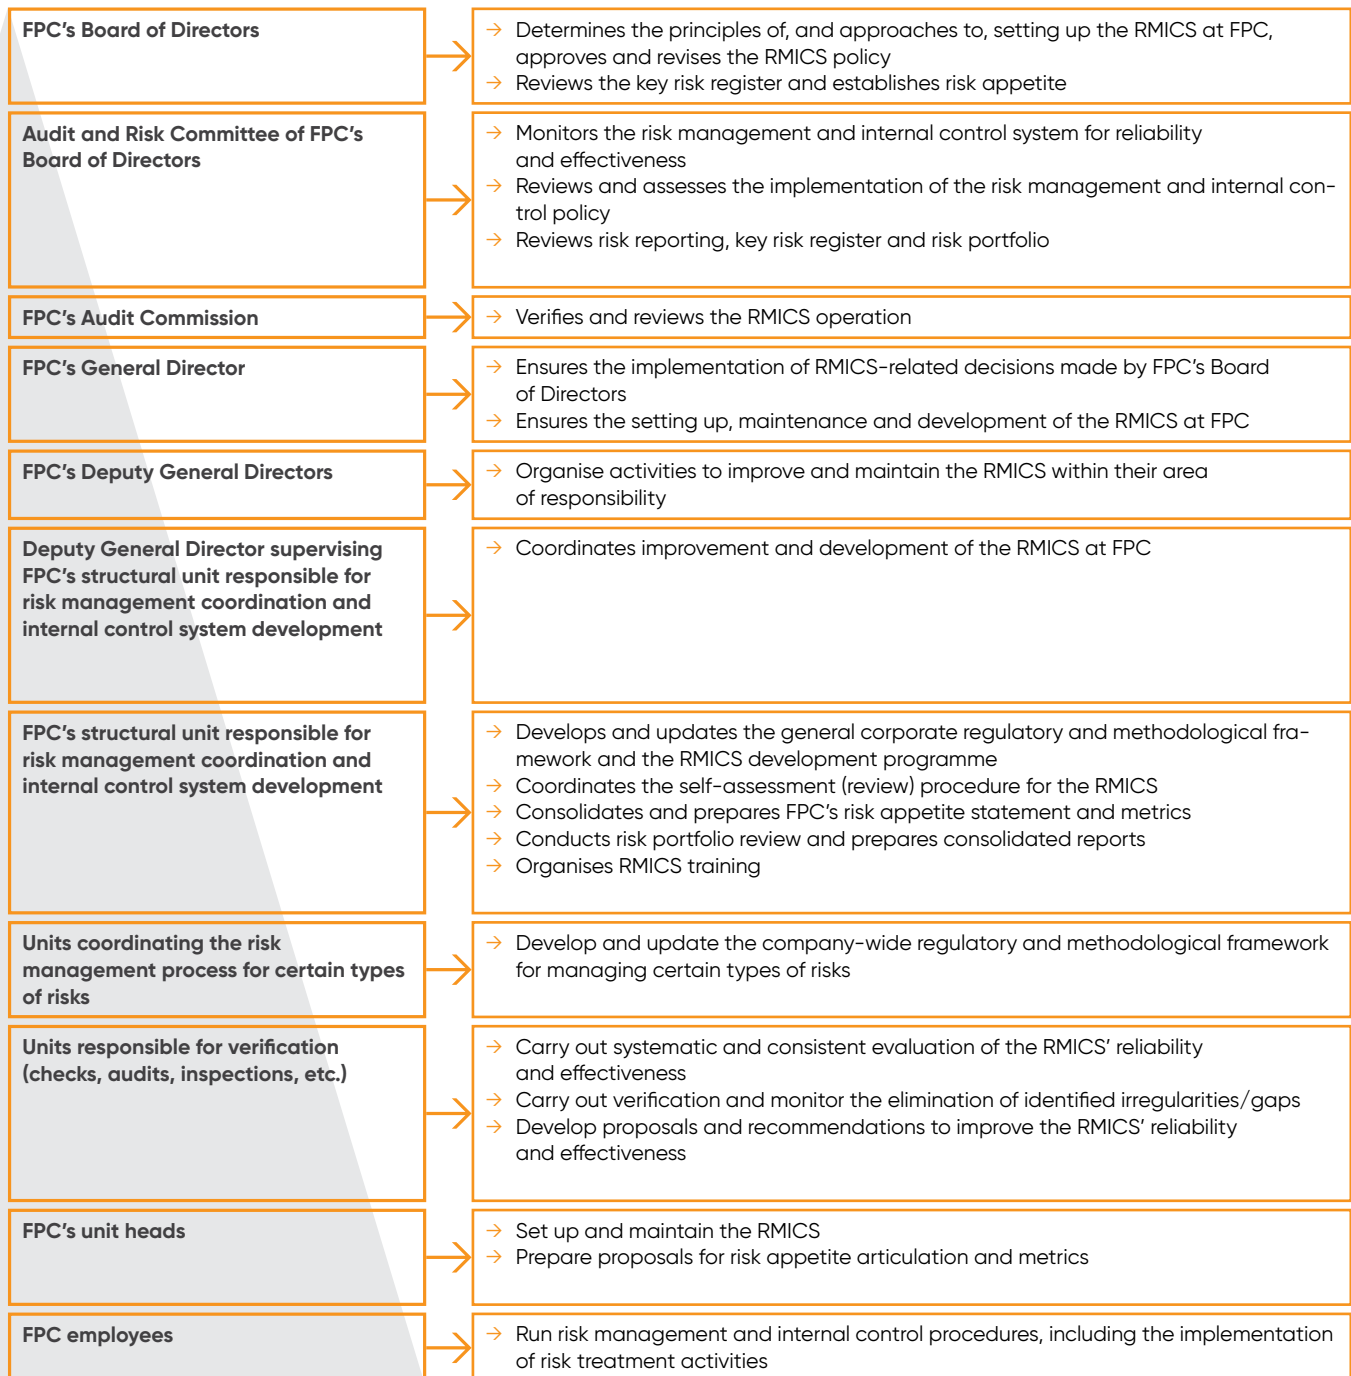 FPC's Board of Directors
→ Determines the principles of, and approaches to, setting up the RMICS at FPC,
approves and revises the RMICS policy
→ Reviews the key risk register and establishes risk appetite
Audit and Risk Committee of FPC's
Board of Directors
→ Monitors the risk management and internal control system for reliability
and effectiveness
→ Reviews and assesses the implementation of the risk management and internal con-
trol policy
→ Reviews risk reporting, key risk register and risk portfolio
FPC's Audit Commission
→ Verifies and reviews the RMICS operation
FPC's General Director
→ Ensures the implementation of RMICS-related decisions made by FPC's Board
of Directors
→ Ensures the setting up, maintenance and development of the RMICS at FPC
FPC's Deputy General Directors
→ Organise activities to improve and maintain the RMICS within their area
of responsibility
Deputy General Director supervising
FPC's structural unit responsible for
risk management coordination and
internal control system development
→ Coordinates improvement and development of the RMICS at FPC
FPC's structural unit responsible for
risk management coordination and
internal control system development
→ Develops and updates the general corporate regulatory and methodological fra-
mework and the RMICS development programme
→ Coordinates the self-assessment (review) procedure for the RMICS
→ Consolidates and prepares FPC's risk appetite statement and metrics
→ Conducts risk portfolio review and prepares consolidated reports
→ Organises RMICS training
Units coordinating the risk
management process for certain types
of risks
→ Develop and update the company-wide regulatory and methodological framework
for managing certain types of risks
Units responsible for verification
(checks, audits, inspections, etc.)
→ Carry out systematic and consistent evaluation of the RMICS' reliability
and effectiveness
→ Carry out verification and monitor the elimination of identified irregularities/gaps
→ Develop proposals and recommendations to improve the RMICS' reliability
and effectiveness
FPC's unit heads
→ Set up and maintain the RMICS
→ Prepare proposals for risk appetite articulation and metrics
FPC employees
→ Run risk management and internal control procedures, including the implementation
of risk treatment activities